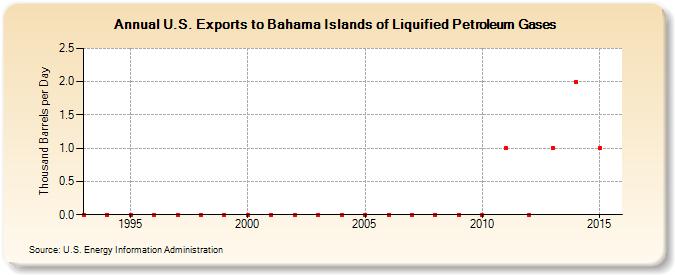 Annual U.S. Exports to Bahama Islands of Liquified Petroleum Gases
Thousand Barrels per Day
2.5
2.0
1.5
1.0
0.5
0.0
1995 2000 2005 2010 2015
Source: U.S. Energy Information Administration